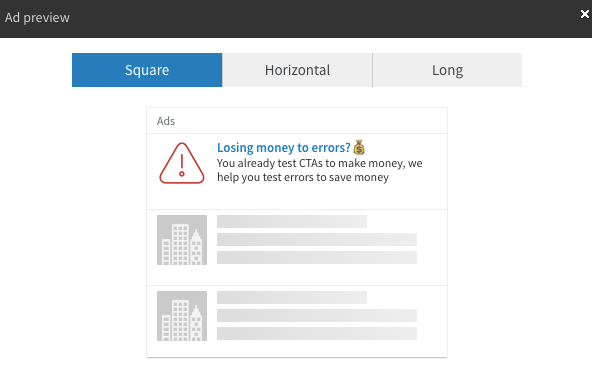 Ad preview
Square
Horizontal
Long
Ads
Losing money to errors?💰
You already test CTAs to make money, we
help you test errors to save money